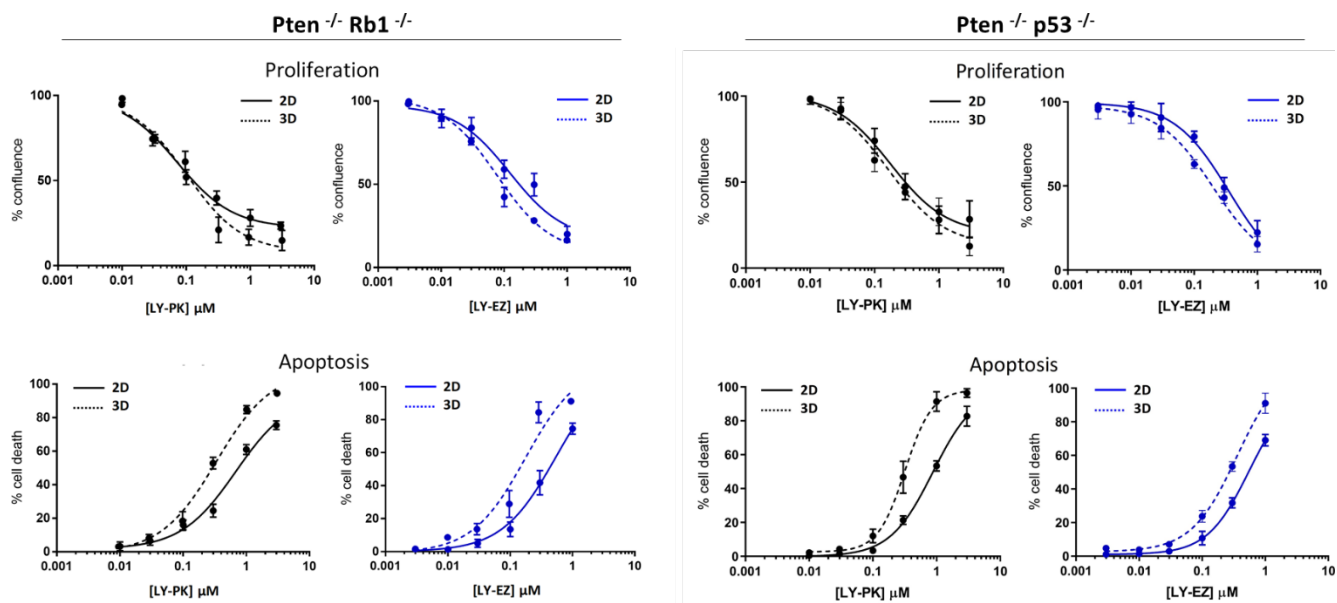 Pten -/- Rb1 -/-
Proliferation
100
50
0
% confluence
2D
3D
0.001 0.01 0.1 1 10
[LY-PK] μM
100
50
0
% confluence
2D
3D
0.001 0.01 0.1 1 10
[LY-EZ] μM
Apoptosis
100
80
60
40
20
0
% cell death
2D
3D
0.001 0.01 0.1 1 10
[LY-PK] μM
100
80
60
40
20
0
% cell death
2D
3D
0.001 0.01 0.1 1 10
[LY-EZ] μM
Pten -/- p53 -/-
Proliferation
100
50
0
% confluence
2D
3D
0.001 0.01 0.1 1 10
[LY-PK] μM
100
50
0
% confluence
2D
3D
0.001 0.01 0.1 1 10
[LY-EZ] μM
Apoptosis
100
80
60
40
20
0
% cell death
2D
3D
0.001 0.01 0.1 1 10
[LY-PK] μM
100
80
60
40
20
0
% cell death
2D
3D
0.001 0.01 0.1 1 10
[LY-EZ] μM